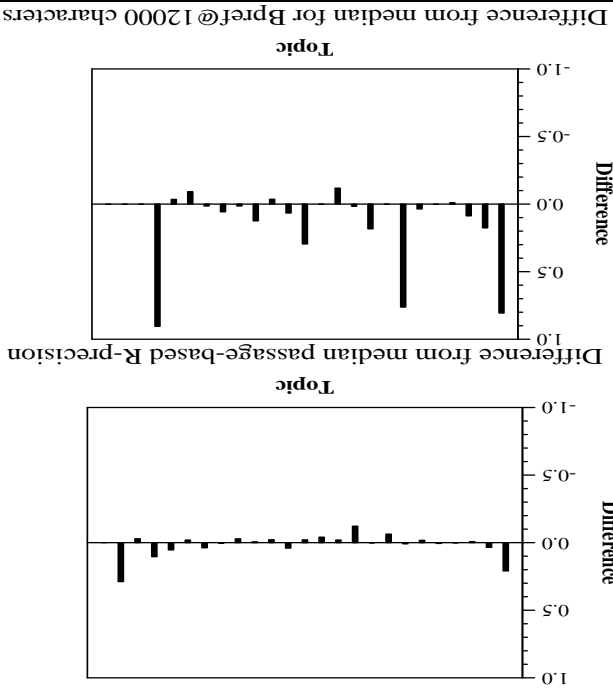 1.0
0.5
0.0
-0.5
-1.0
Difference
Topic
Difference from median passage-based R-precision
1.0
0.5
0.0
-0.5
-1.0
Difference
Topic
Difference from median for Bpref@12000 characters